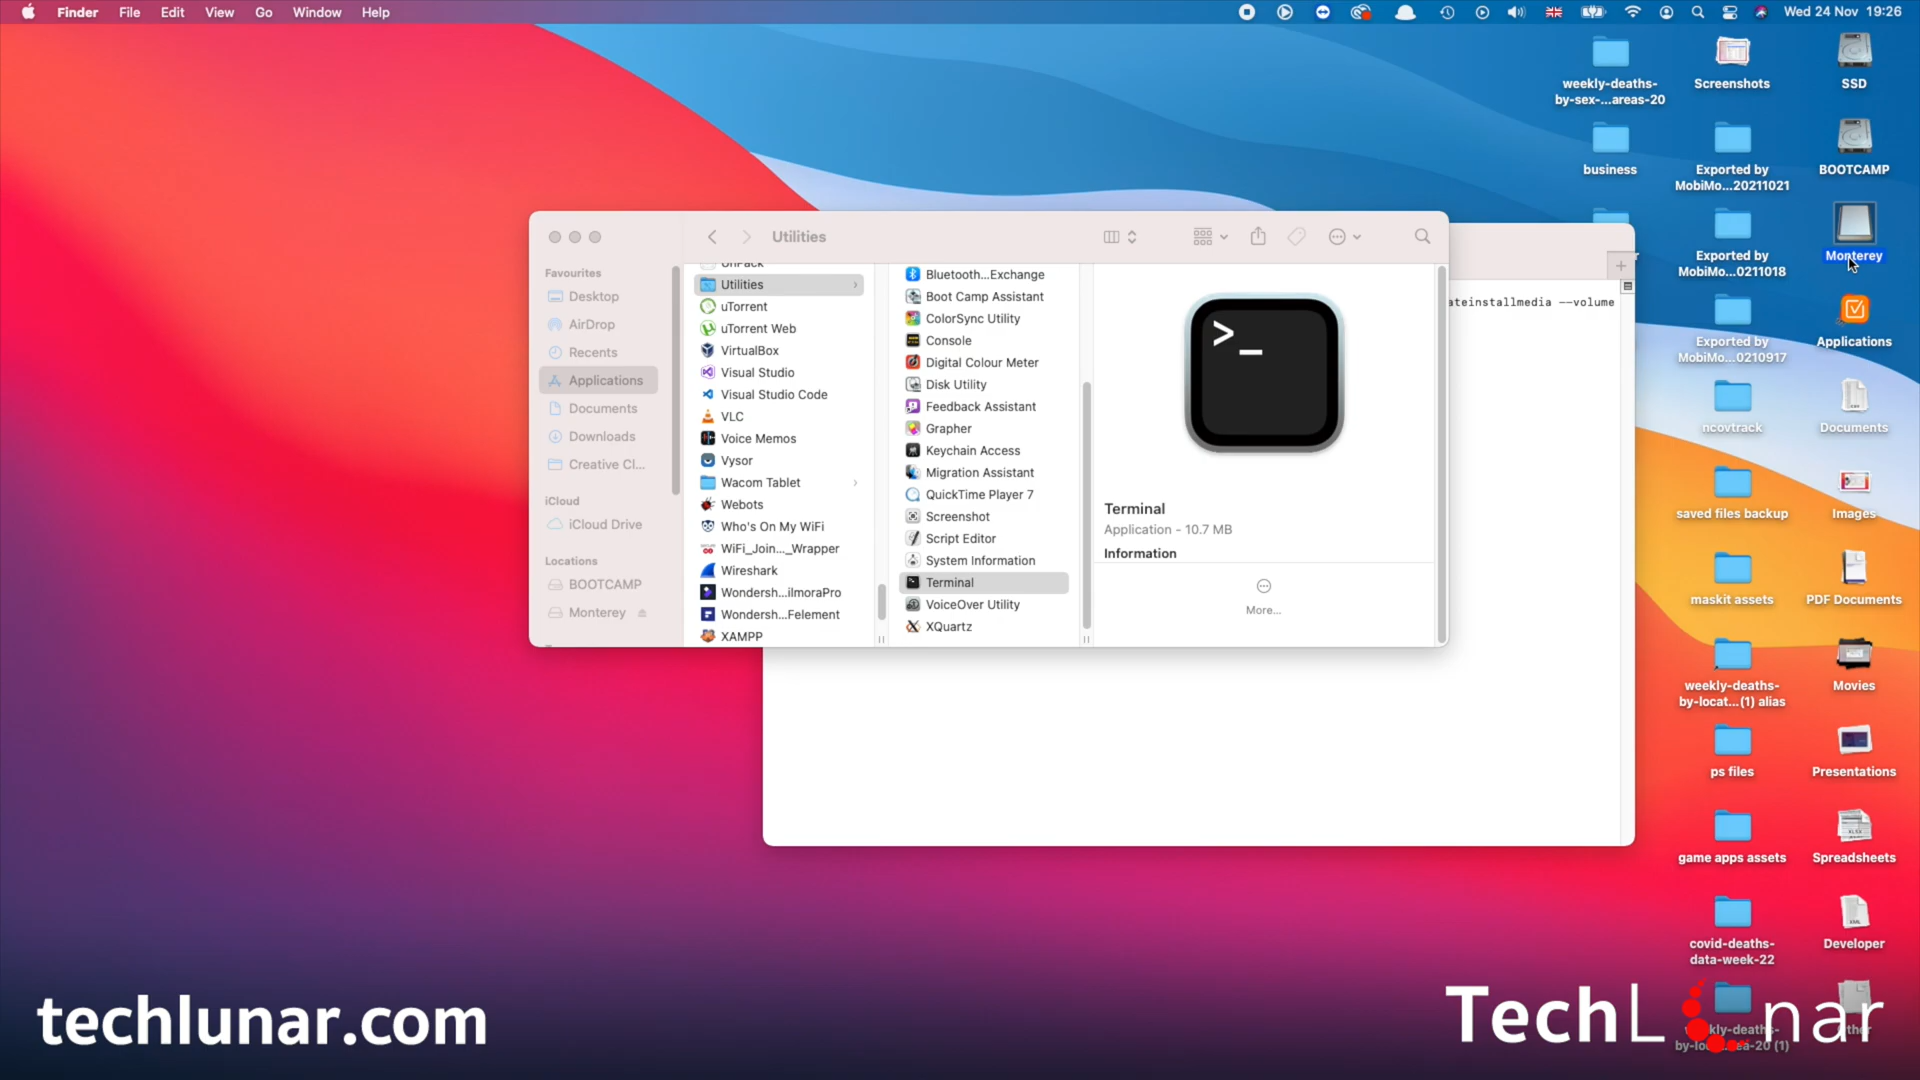 Finder File Edit View Go Window Help
Wed 24 Nov 19:26
weekly-deaths-
by-sex-...areas-20
Screenshots
SSD
business
Exported by
MobiMo...20211021
BOOTCAMP
Exported by
MobiMo...0211018
Monterey
Exported by
MobiMo...0210917
Applications
ncovtrack
Documents
saved files backup
Images
maskit assets
PDF Documents
weekly-deaths-
by-locat...(1) alias
Movies
ps files
Presentations
game apps assets
Spreadsheets
covid-deaths-
data-week-22
Developer
kly-deaths-
Utilities
Favourites
Desktop
AirDrop
Recents
Applications
Documents
Downloads
Creative Cl...
iCloud
iCloud Drive
Locations
BOOTCAMP
Monterey
UnPack
Utilities
uTorrent
uTorrent Web
VirtualBox
Visual Studio
Visual Studio Code
VLC
Voice Memos
Vysor
Wacom Tablet
Webots
Who's On My WiFi
WiFi_Join..._Wrapper
Wireshark
Wondersh...ilmoraPro
Wondersh...Felement
XAMPP
Bluetooth...Exchange
Boot Camp Assistant
ColorSync Utility
Console
Digital Colour Meter
Disk Utility
Feedback Assistant
Grapher
Keychain Access
Migration Assistant
QuickTime Player 7
Screenshot
Script Editor
System Information
Terminal
VoiceOver Utility
XQuartz
>_
Terminal
Application - 10.7 MB
Information
More...
ateinstallmedia --volume
techlunar.com
TechLunar